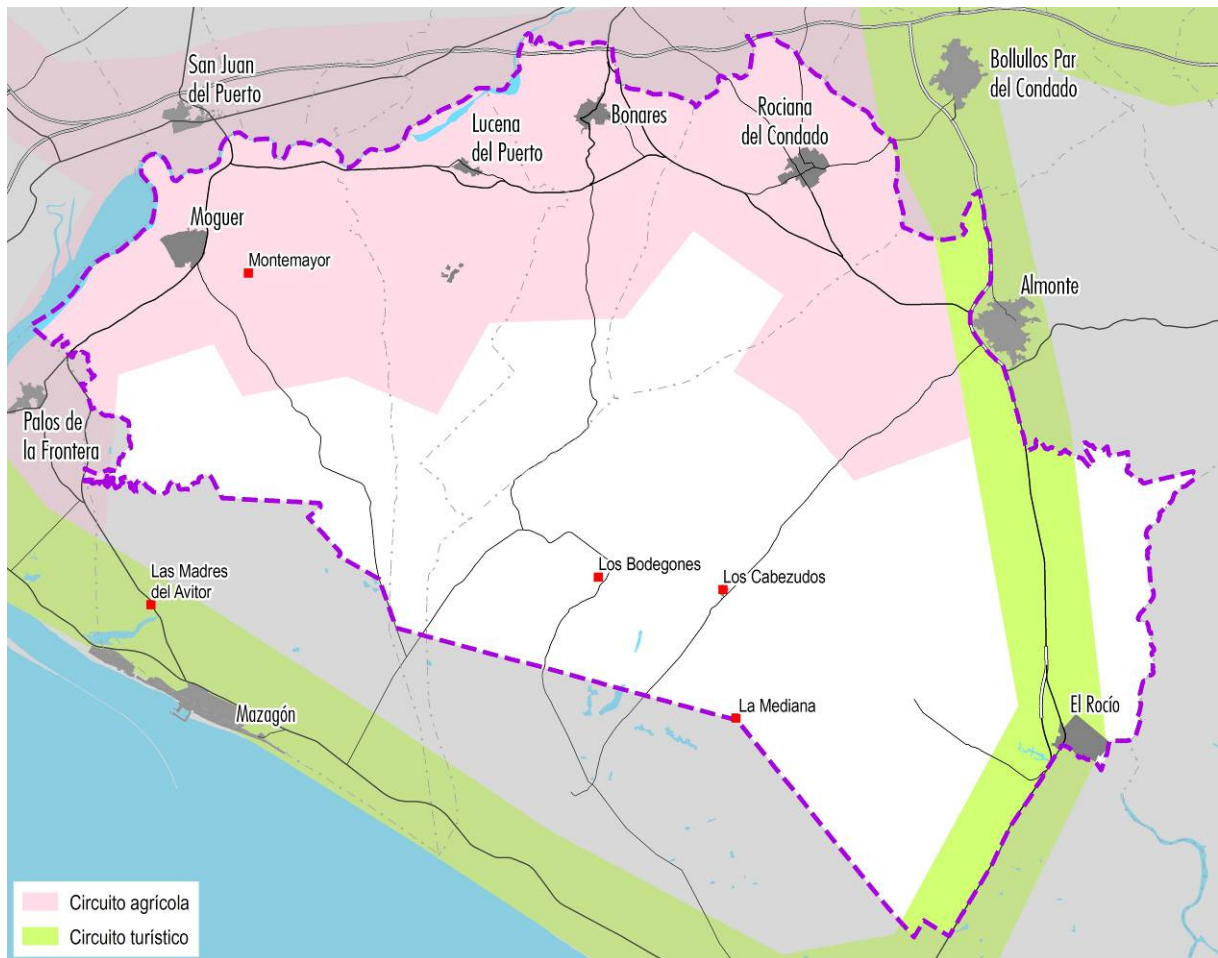 San Juan
del Puerto
Bollullos Par
del Condado
Bonares
Rociana
del Condado
Lucena
del Puerto
Moguer
Montemayor
Almonte
Palos de
la Frontera
Las Madres
del Avitor
Los Bodegones
Los Cabezudos
Mazagón
La Mediana
El Rocío
Circuito agrícola
Circuito turístico